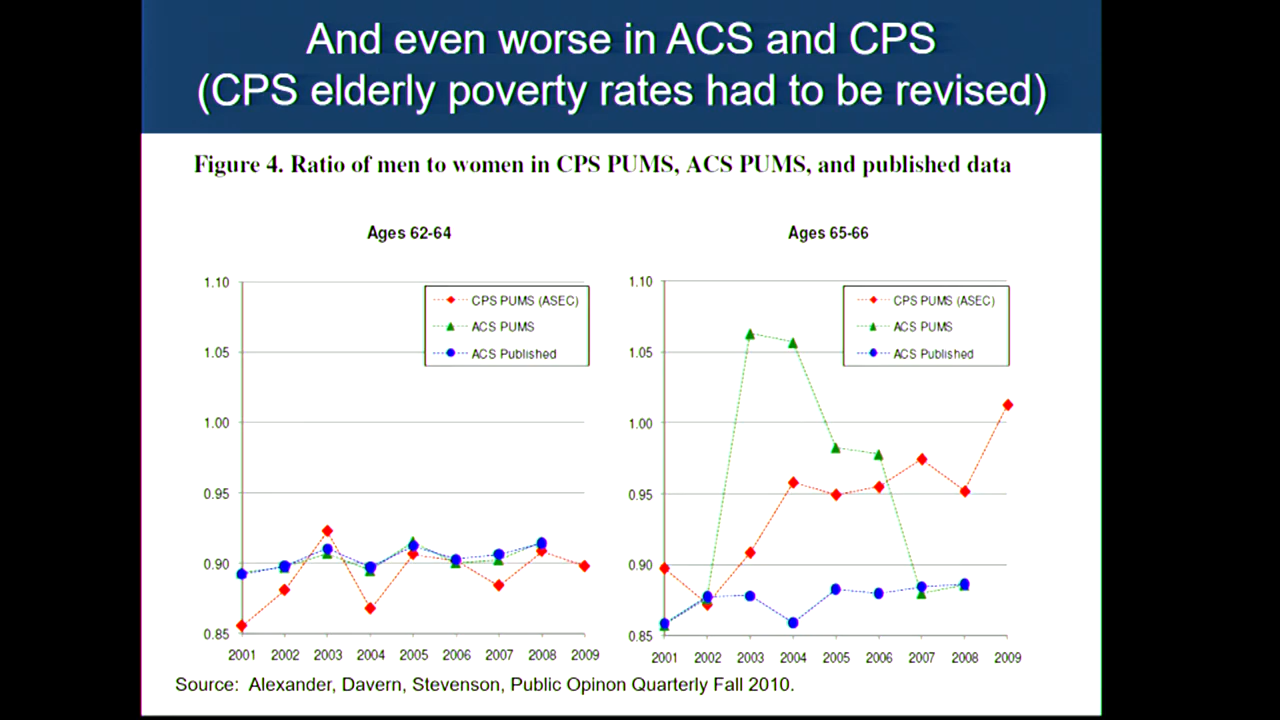 And even worse in ACS and CPS
(CPS elderly poverty rates had to be revised)
Figure 4. Ratio of men to women in CPS PUMS, ACS PUMS, and published data
Ages 62-64
1.10
1.05
1.00
0.95
0.90
0.85
CPS PUMS (ASEC)
ACS PUMS
ACS Published
2001 2002 2003 2004 2005 2006 2007 2008 2009
Ages 65-66
1.10
1.05
1.00
0.95
0.90
0.85
CPS PUMS (ASEC)
ACS PUMS
ACS Published
2001 2002 2003 2004 2005 2006 2007 2008 2009
Source: Alexander, Davern, Stevenson, Public Opinon Quarterly Fall 2010.